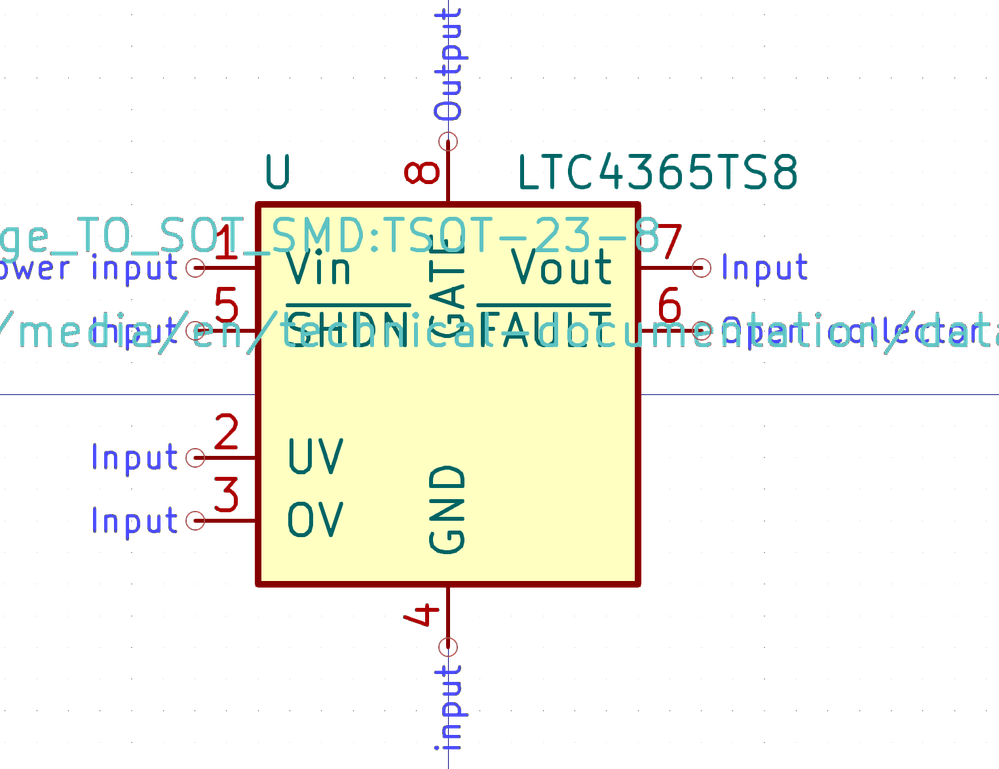 Output
U
8
LTC4365TS8
ge_TO_SOT_SMD:TSOT-23-8
1
7
ower input
Vin
GATE
Vout
Input
5
6
Input
SHDN
FAULT
Open collector
/media/en/technical-documentation/data
2
Input
UV
3
Input
OV
GND
4
input